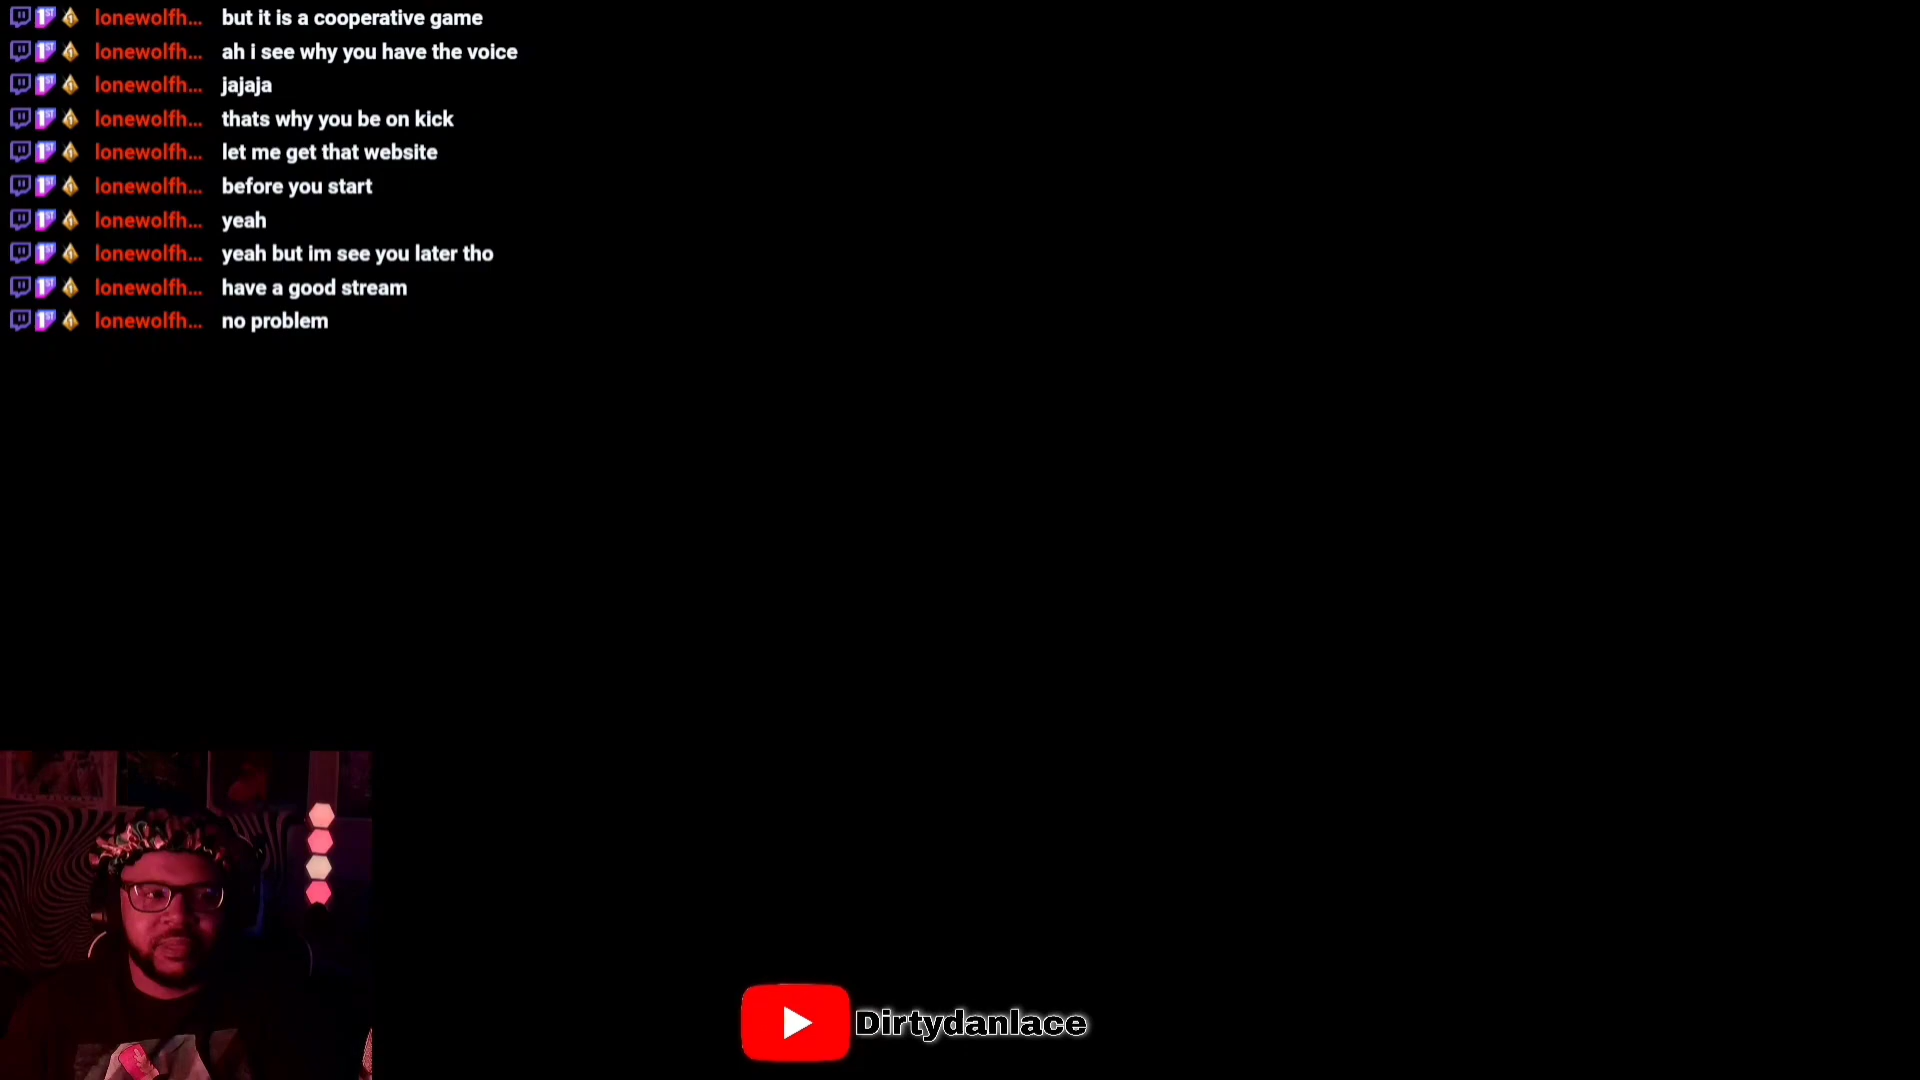 lonewolfh... but it is a cooperative game
lonewolfh... ah i see why you have the voice
lonewolfh... jajaja
lonewolfh... thats why you be on kick
lonewolfh... let me get that website
lonewolfh... before you start
lonewolfh... yeah
lonewolfh... yeah but im see you later tho
lonewolfh... have a good stream
lonewolfh... no problem
Dirtydanlace